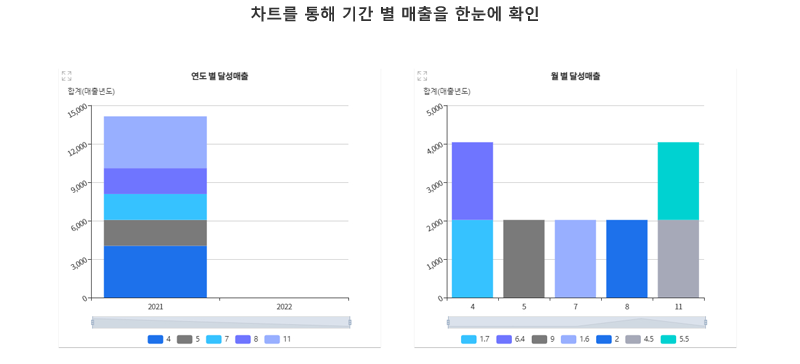 차트를 통해 기간 별 매출을 한눈에 확인
연도 별 달성매출
합계(매출년도)
15,000
12,000
9,000
6,000
3,000
0
2021 2022
4 5 7 8 11
월 별 달성매출
합계(매출년도)
5,000
4,000
3,000
2,000
1,000
0
4 5 7 8 11
1.7 6.4 9 1.6 2 4.5 5.5